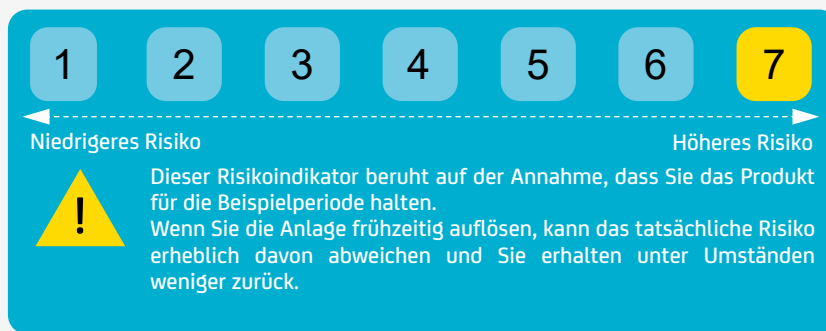 1 2 3 4 5 6 7
Niedrigeres Risiko Höheres Risiko
! Dieser Risikoindikator beruht auf der Annahme, dass Sie das Produkt
für die Beispielperiode halten.
Wenn Sie die Anlage frühzeitig auflösen, kann das tatsächliche Risiko
erheblich davon abweichen und Sie erhalten unter Umständen
weniger zurück.